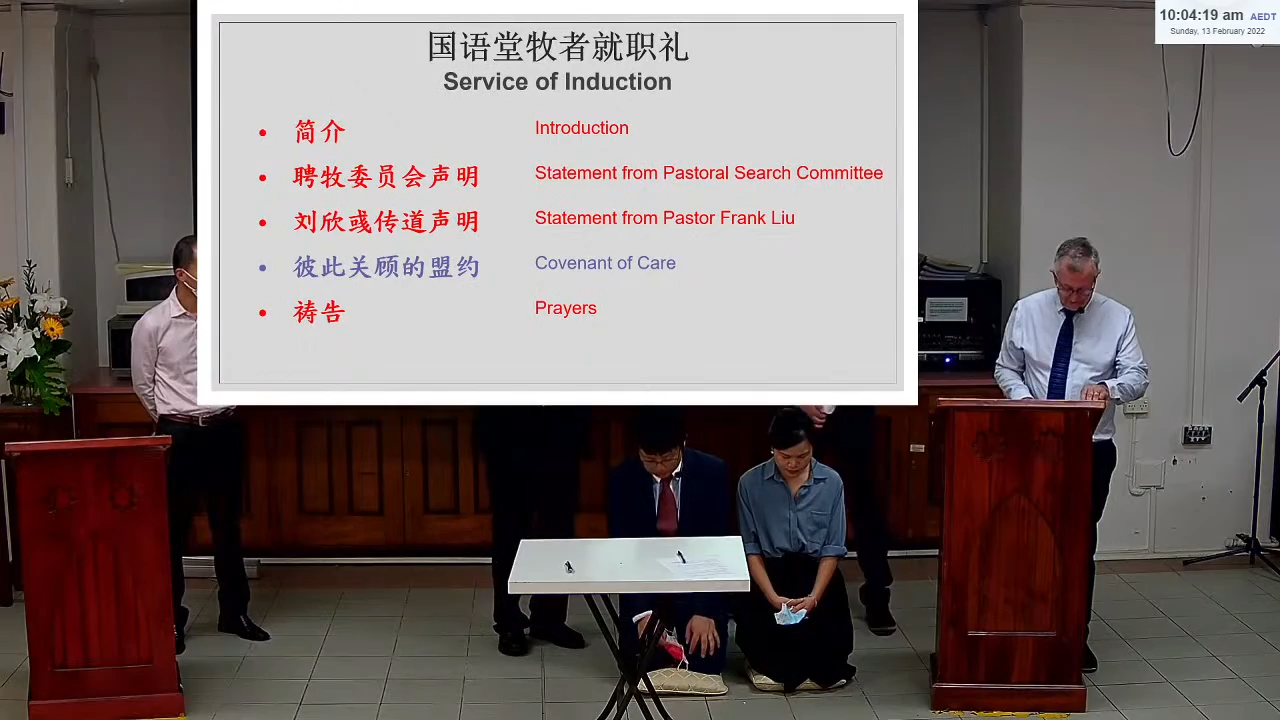 国语堂牧者就职礼
Service of Induction
• 简介 Introduction
• 聘牧委员会声明 Statement from Pastoral Search Committee
• 刘欣彧传道声明 Statement from Pastor Frank Liu
• 彼此关顾的盟约 Covenant of Care
• 祷告 Prayers
10:04:19 am AEDT
Sunday, 13 February 2022